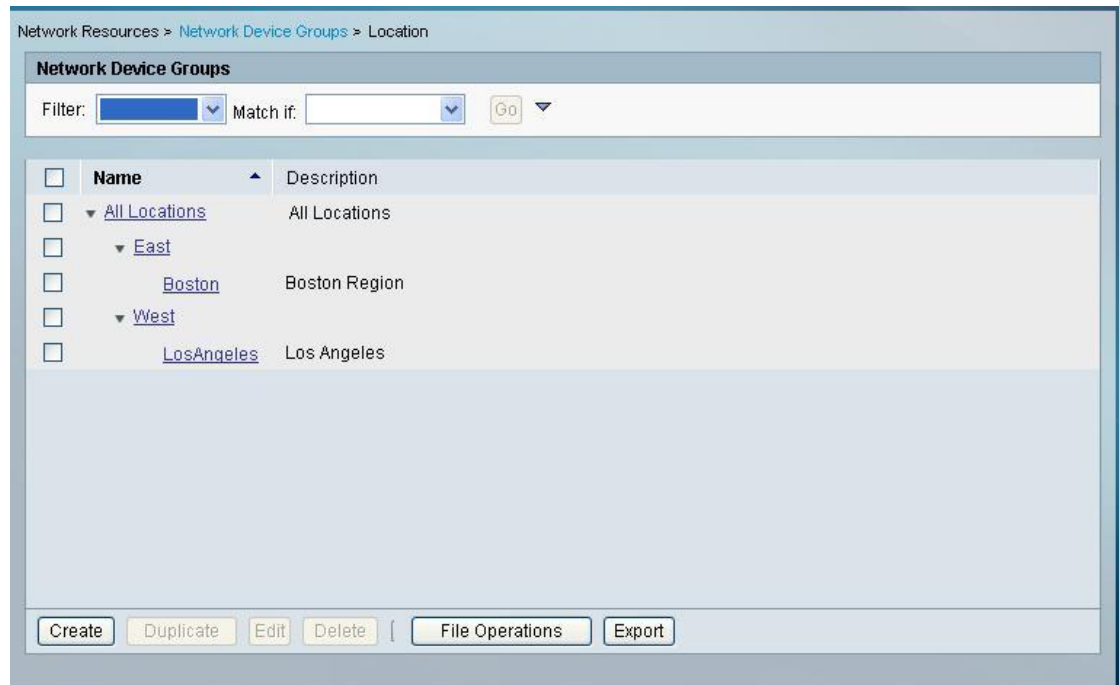 Network Resources > Network Device Groups > Location
Network Device Groups
Filter: Match if: Go
Name Description
All Locations All Locations
East
Boston Boston Region
West
LosAngeles Los Angeles
Create Duplicate Edit Delete | File Operations Export